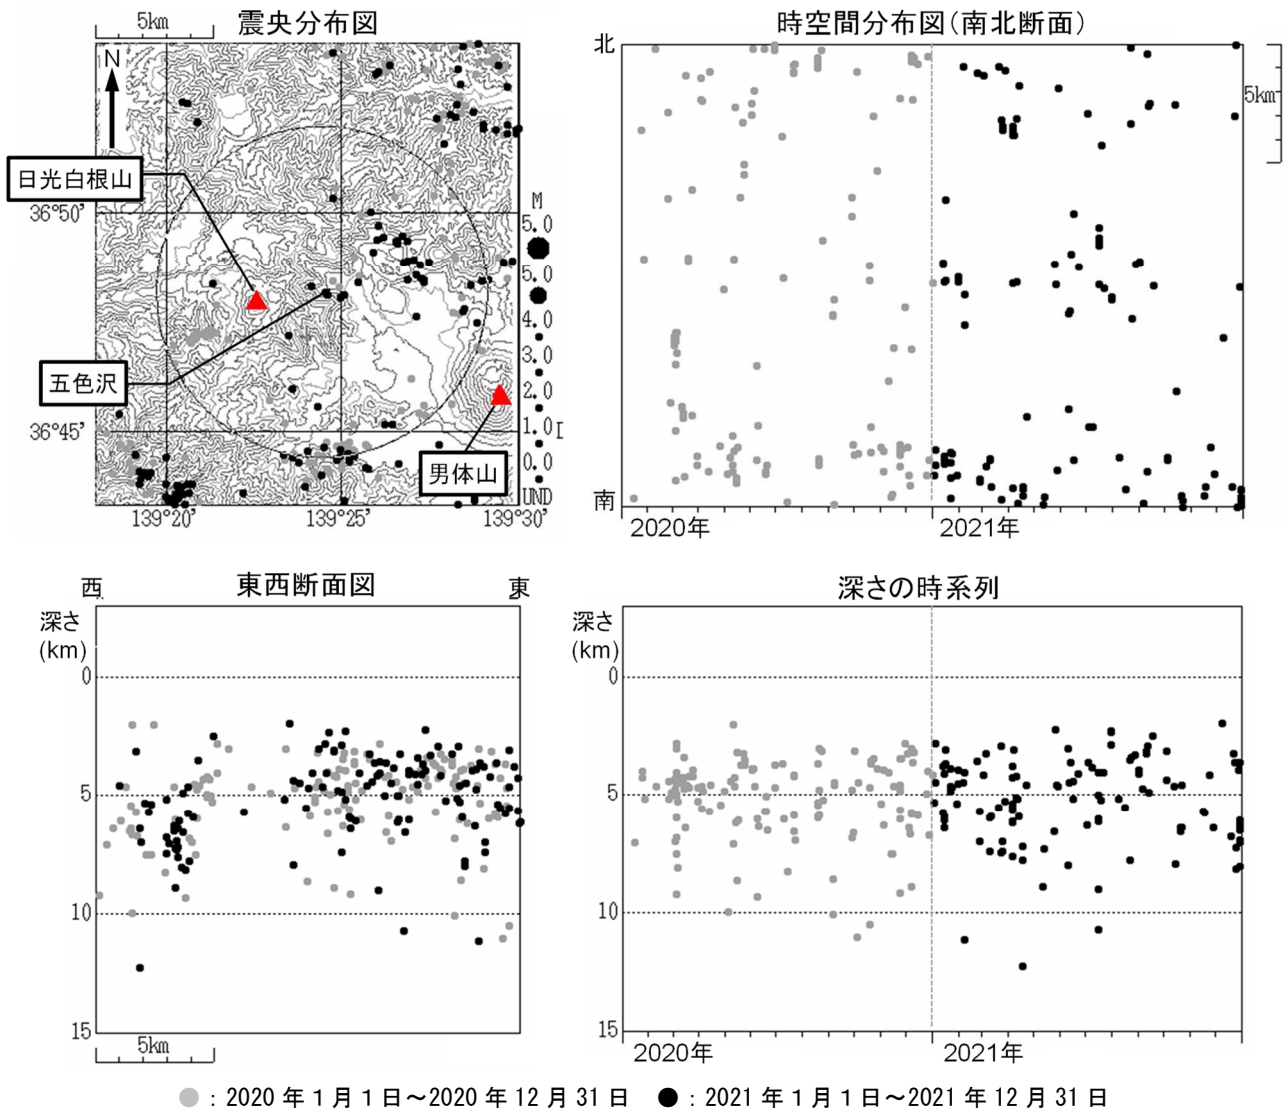 5km
震央分布図
N
日光白根山
36°50'
五色沢
36°45'
男体山
139°20'
139°25'
139°30'
M
5.0
5.0
4.0
3.0
2.0
1.0
0.0
UND
時空間分布図(南北断面)
北
5km
南
2020年
2021年
東西断面図
西
東
深さ
(km)
0
5
10
15
5km
深さの時系列
深さ
(km)
0
5
10
15
2020年
2021年
：2020 年 1 月 1 日～2020 年 12 月 31 日
：2021 年 1 月 1 日～2021 年 12 月 31 日